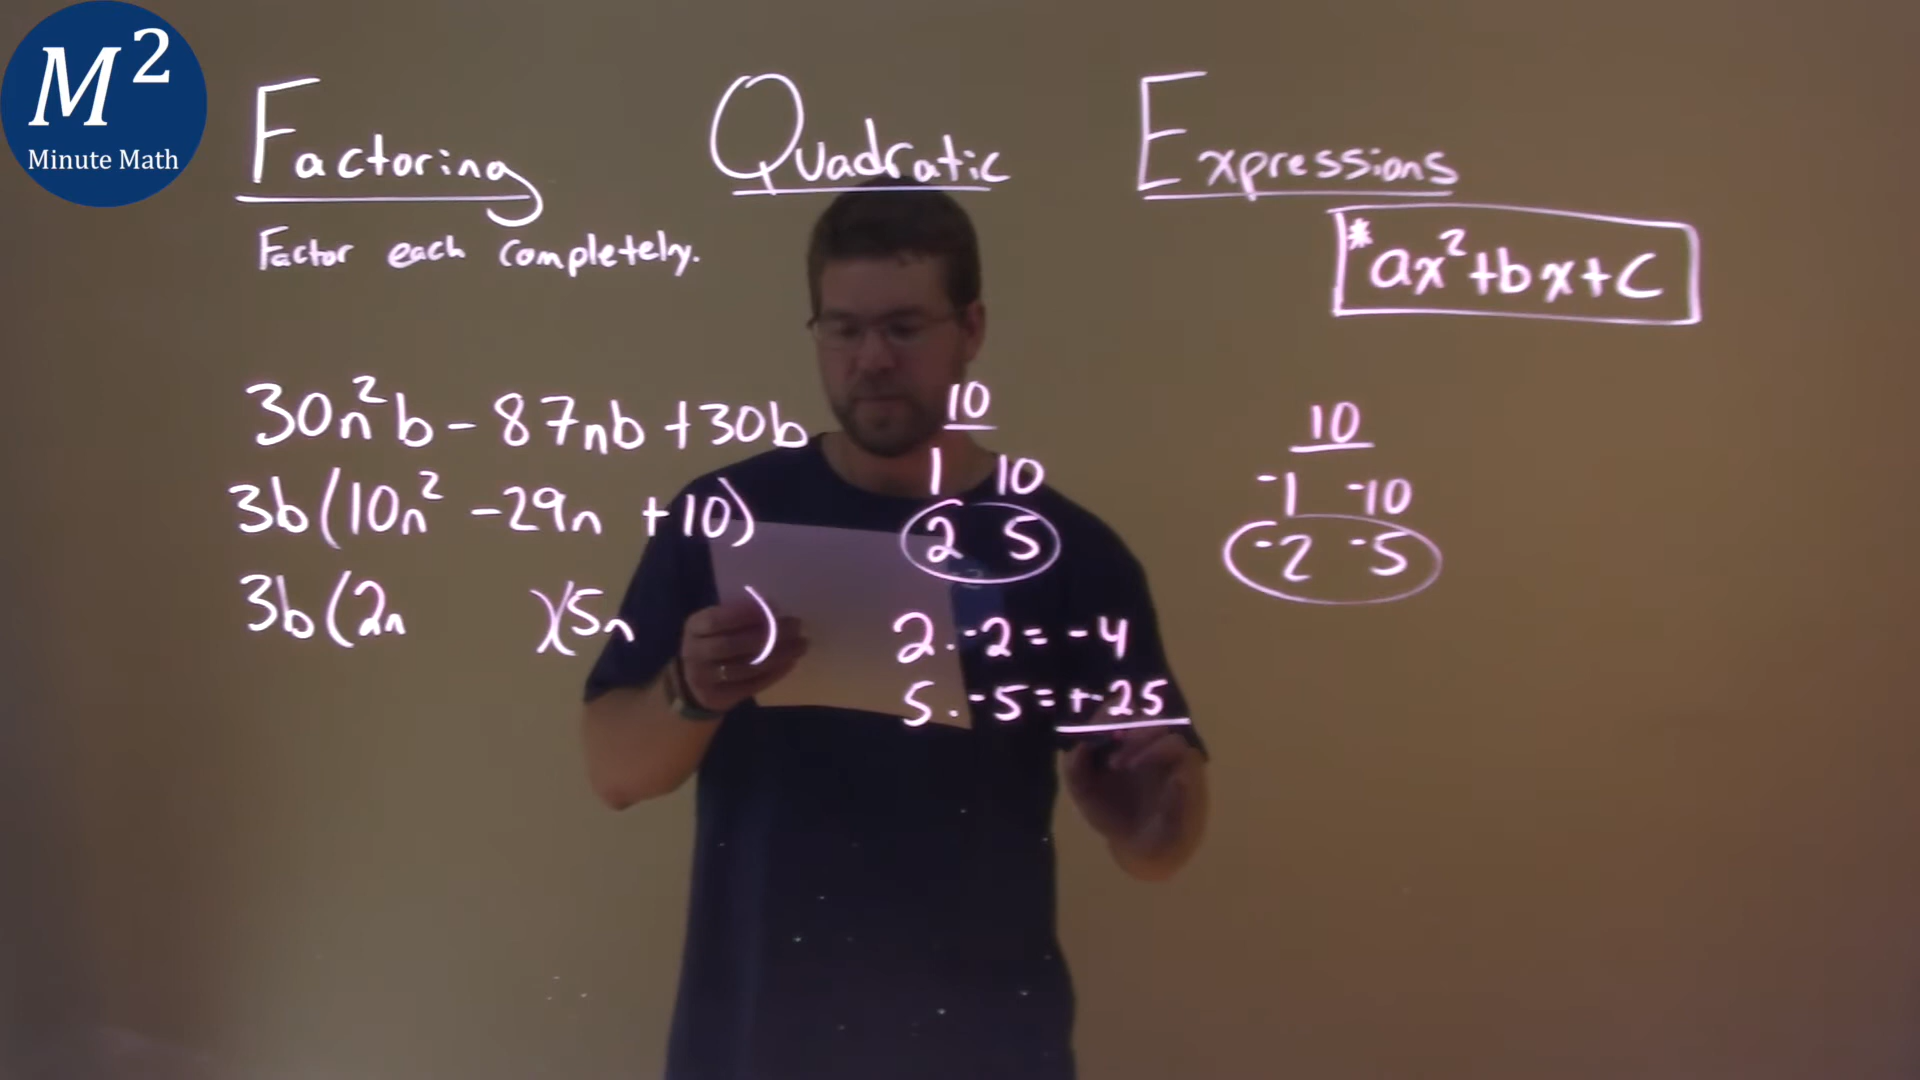 M²
Minute Math
Factoring Quadratic Expressions
Factor each completely.
*ax²+bx+c
30n²b - 87nb + 30b
3b(10n² - 29n + 10)
3b(2n )(5n )
10
1 10
2 5
2 · -2 = -4
5 · -5 = + -25
10
-1 -10
-2 -5